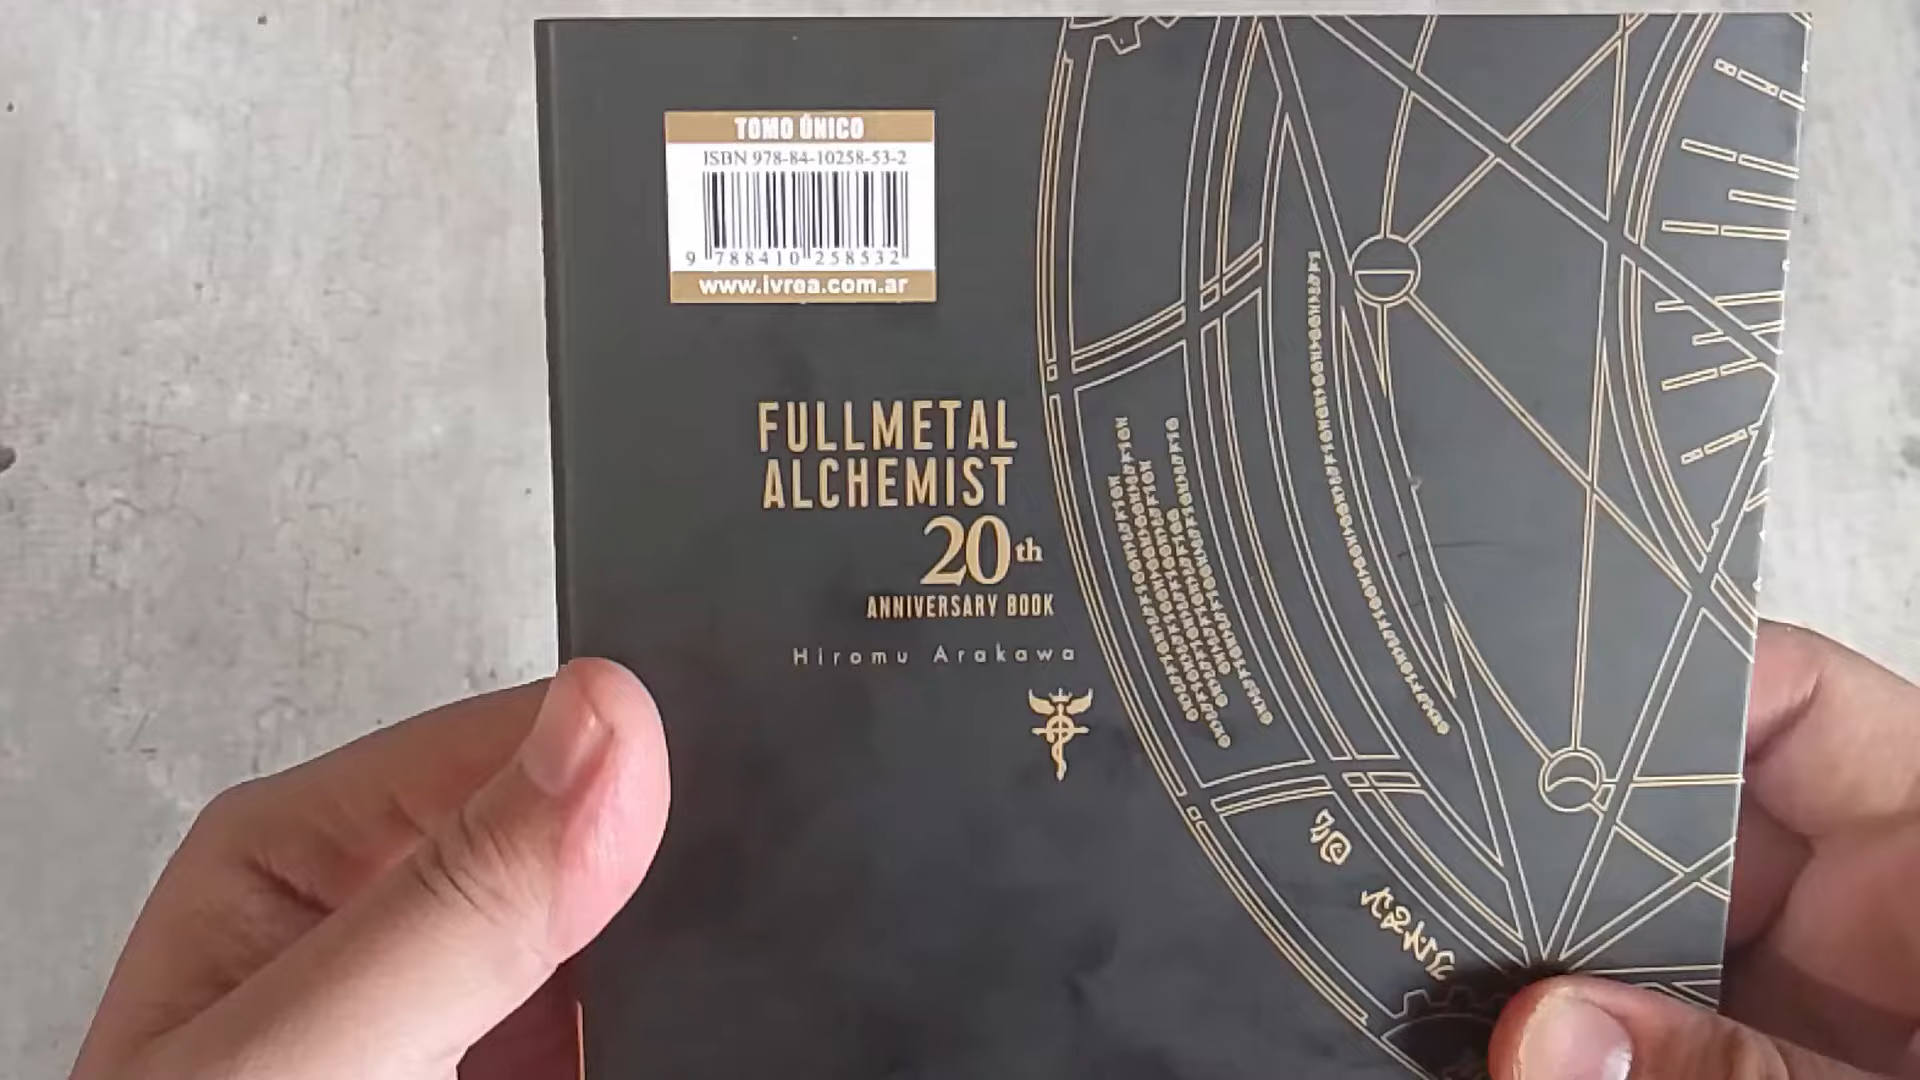 TOMO ÚNICO
ISBN 978-84-10258-53-2
9 788410 258532
www.ivrea.com.ar
FULLMETAL
ALCHEMIST
20th
ANNIVERSARY BOOK
Hiromu Arakawa